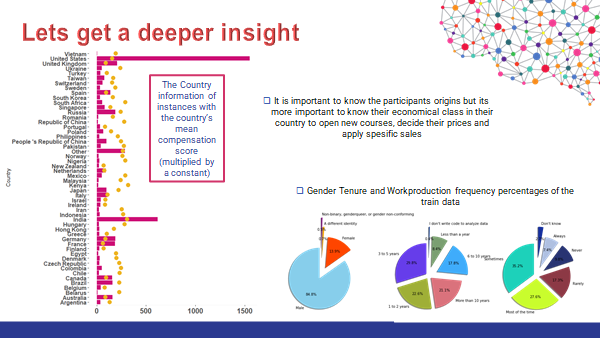 Lets get a deeper insight
Vietnam
United States
United Kingdom
Ukraine
Turkey
Taiwan
Switzerland
Sweden
Spain
South Korea
South Africa
Singapore
Russia
Romania
Republic of China
Portugal
Poland
Philippines
People 's Republic of China
Pakistan
Other
Norway
Nigeria
New Zealand
Netherlands
Mexico
Malaysia
Kenya
Japan
Italy
Israel
Ireland
Iran
Indonesia
India
Hungary
Hong Kong
Greece
Germany
France
Finland
Egypt
Denmark
Czech Republic
Colombia
Chile
Canada
Brazil
Belgium
Belarus
Australia
Argentina
Country
0
500
1000
1500
The Country
information of
instances with
the country's
mean
compensation
score
(multiplied by
a constant)
It is important to know the participants origins but its
more important to know their economical class in their
country to open new courses, decide their prices and
apply spesific sales
Gender Tenure and Workproduction frequency percentages of the
train data
Non-binary, genderqueer, or gender non-conforming
A different identity
Female
Male
I don't write code to analyze data
Less than a year
6 to 10 years
More than 10 years
1 to 2 years
3 to 5 years
Don't know
Always
Never
Rarely
Most of the time
Sometimes